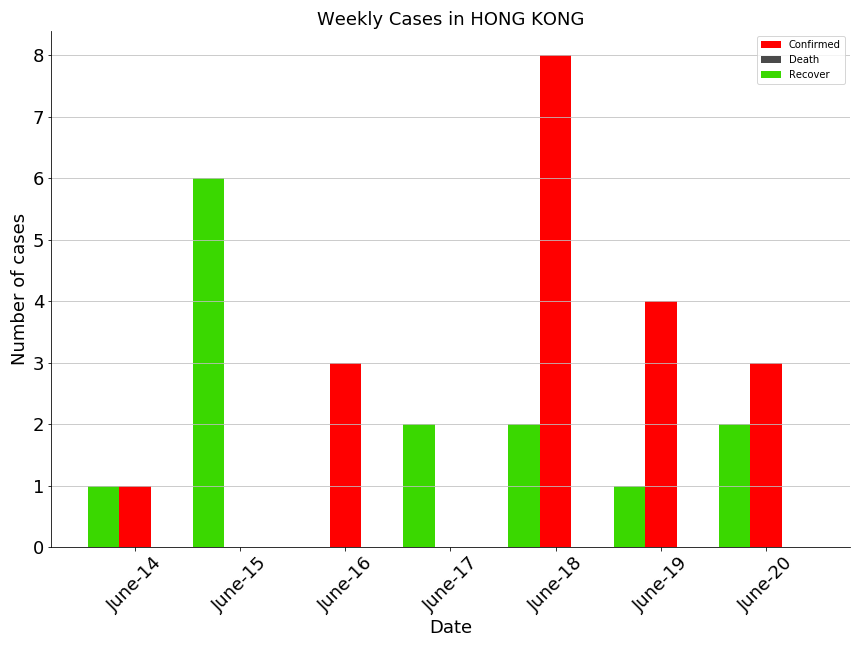 Weekly Cases in HONG KONG
Confirmed
Death
Recover
Number of cases
8
7
6
5
4
3
2
1
0
June-14
June-15
June-16
June-17
June-18
June-19
June-20
Date